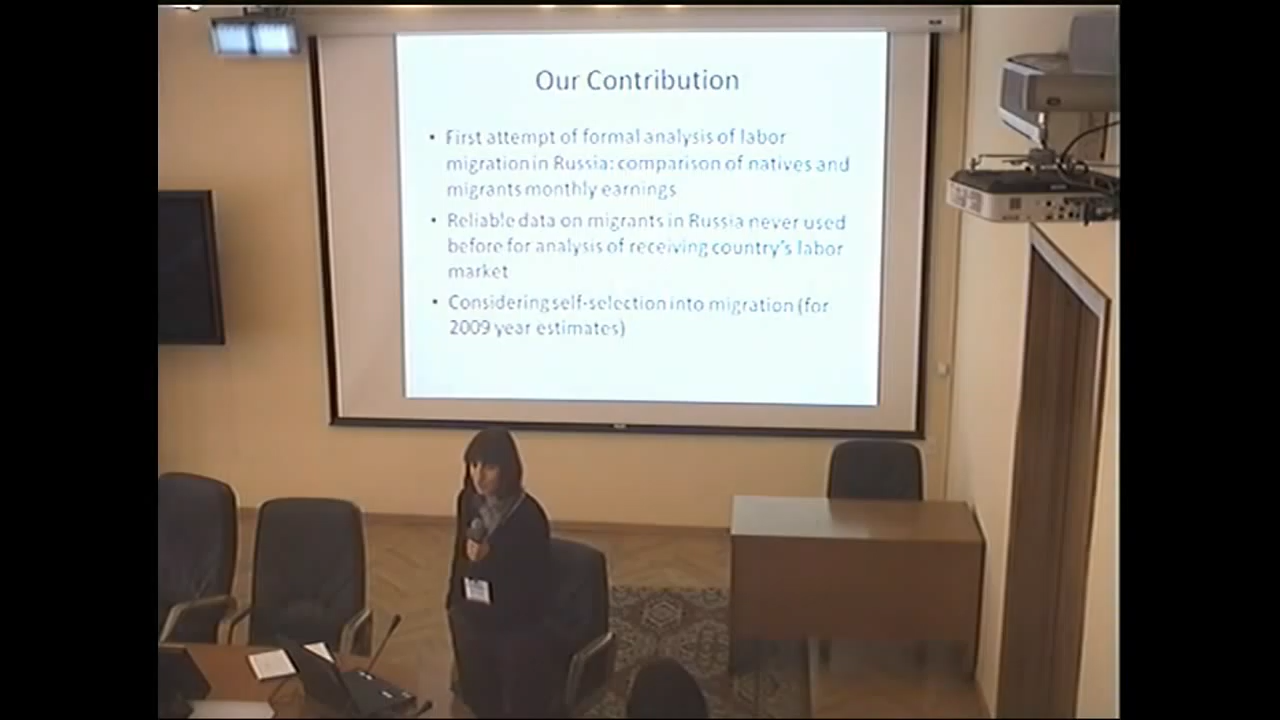 Our Contribution
• First attempt of formal analysis of labor
migration in Russia: comparison of natives and
migrants monthly earnings
• Reliable data on migrants in Russia never used
before for analysis of receiving country's labor
market
• Considering self-selection into migration (for
2009 year estimates)